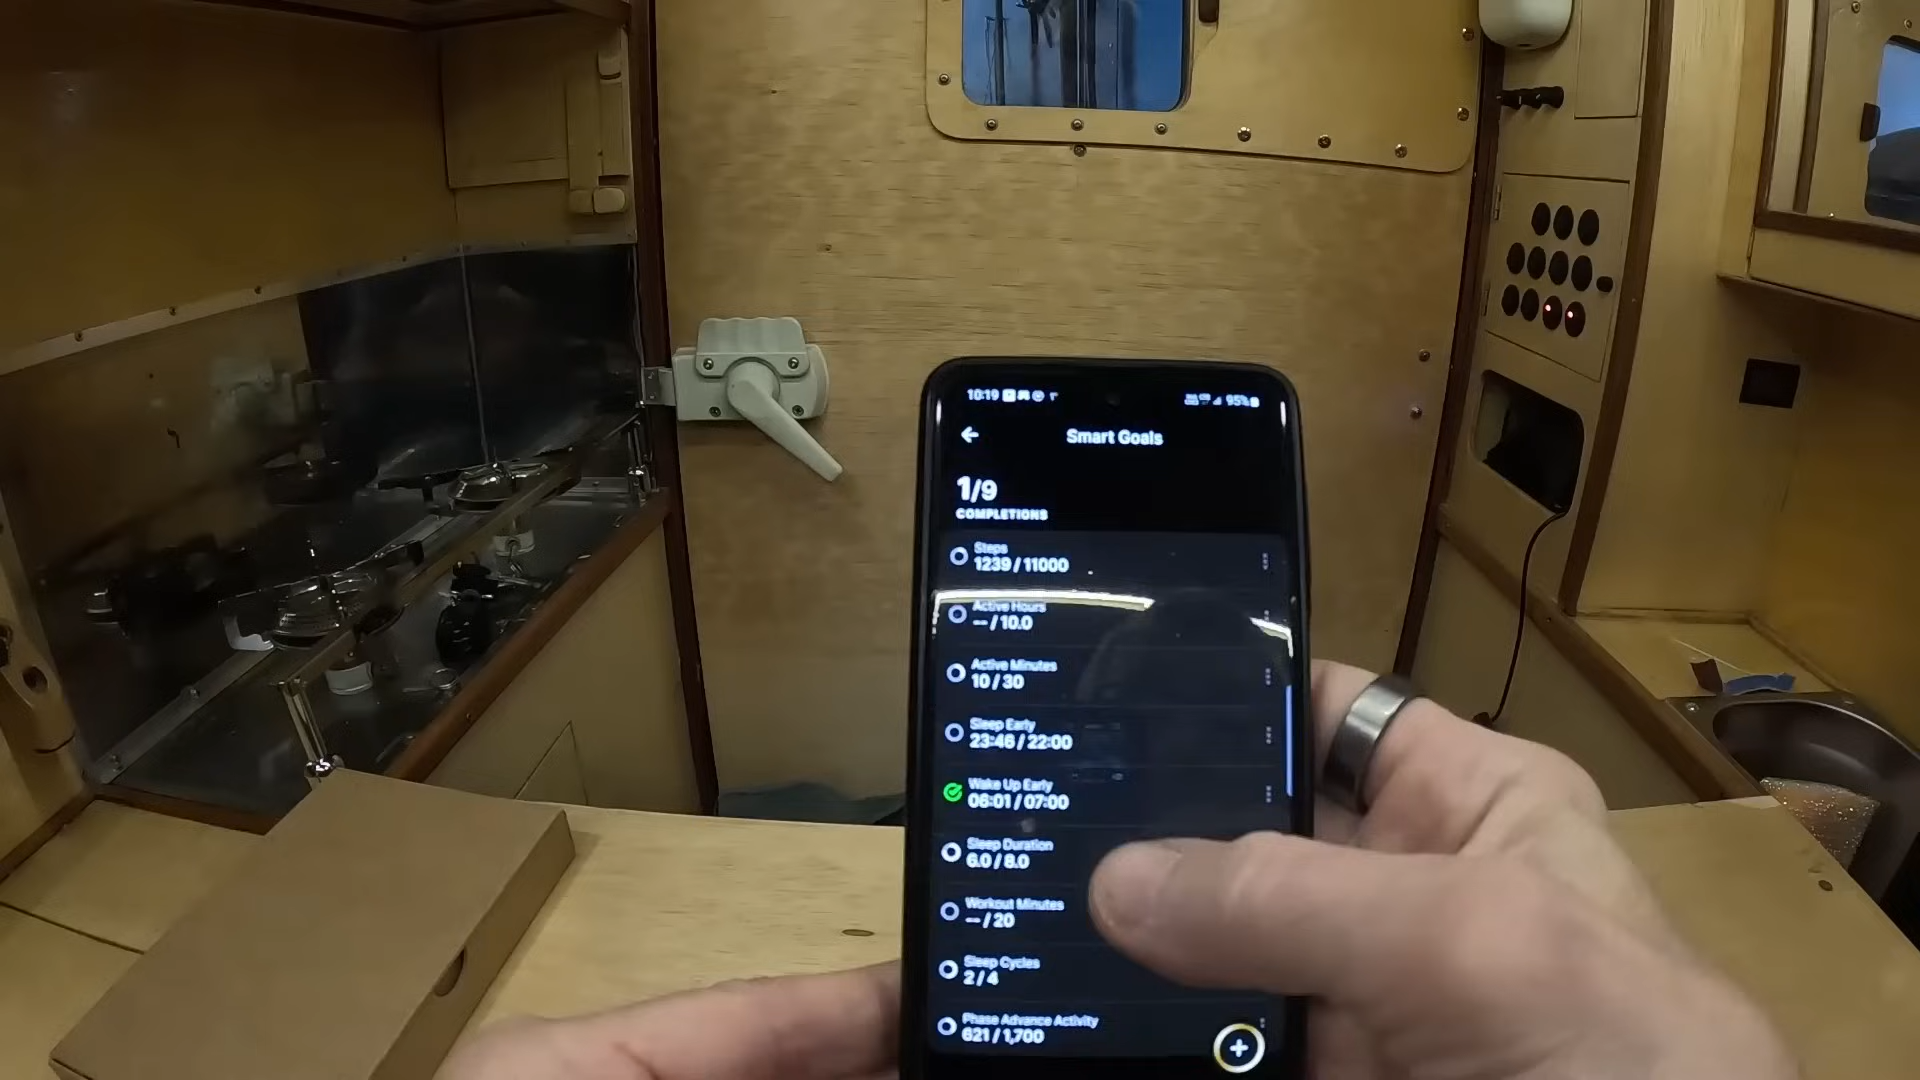 10:19
95%
Smart Goals
1/9
COMPLETIONS
Steps
1239 / 11000
Active Hours
-- / 10.0
Active Minutes
10 / 30
Sleep Early
23:46 / 22:00
Wake Up Early
06:01 / 07:00
Sleep Duration
6.0 / 8.0
Workout Minutes
-- / 20
Sleep Cycles
2 / 4
Phase Advance Activity
621 / 1,700